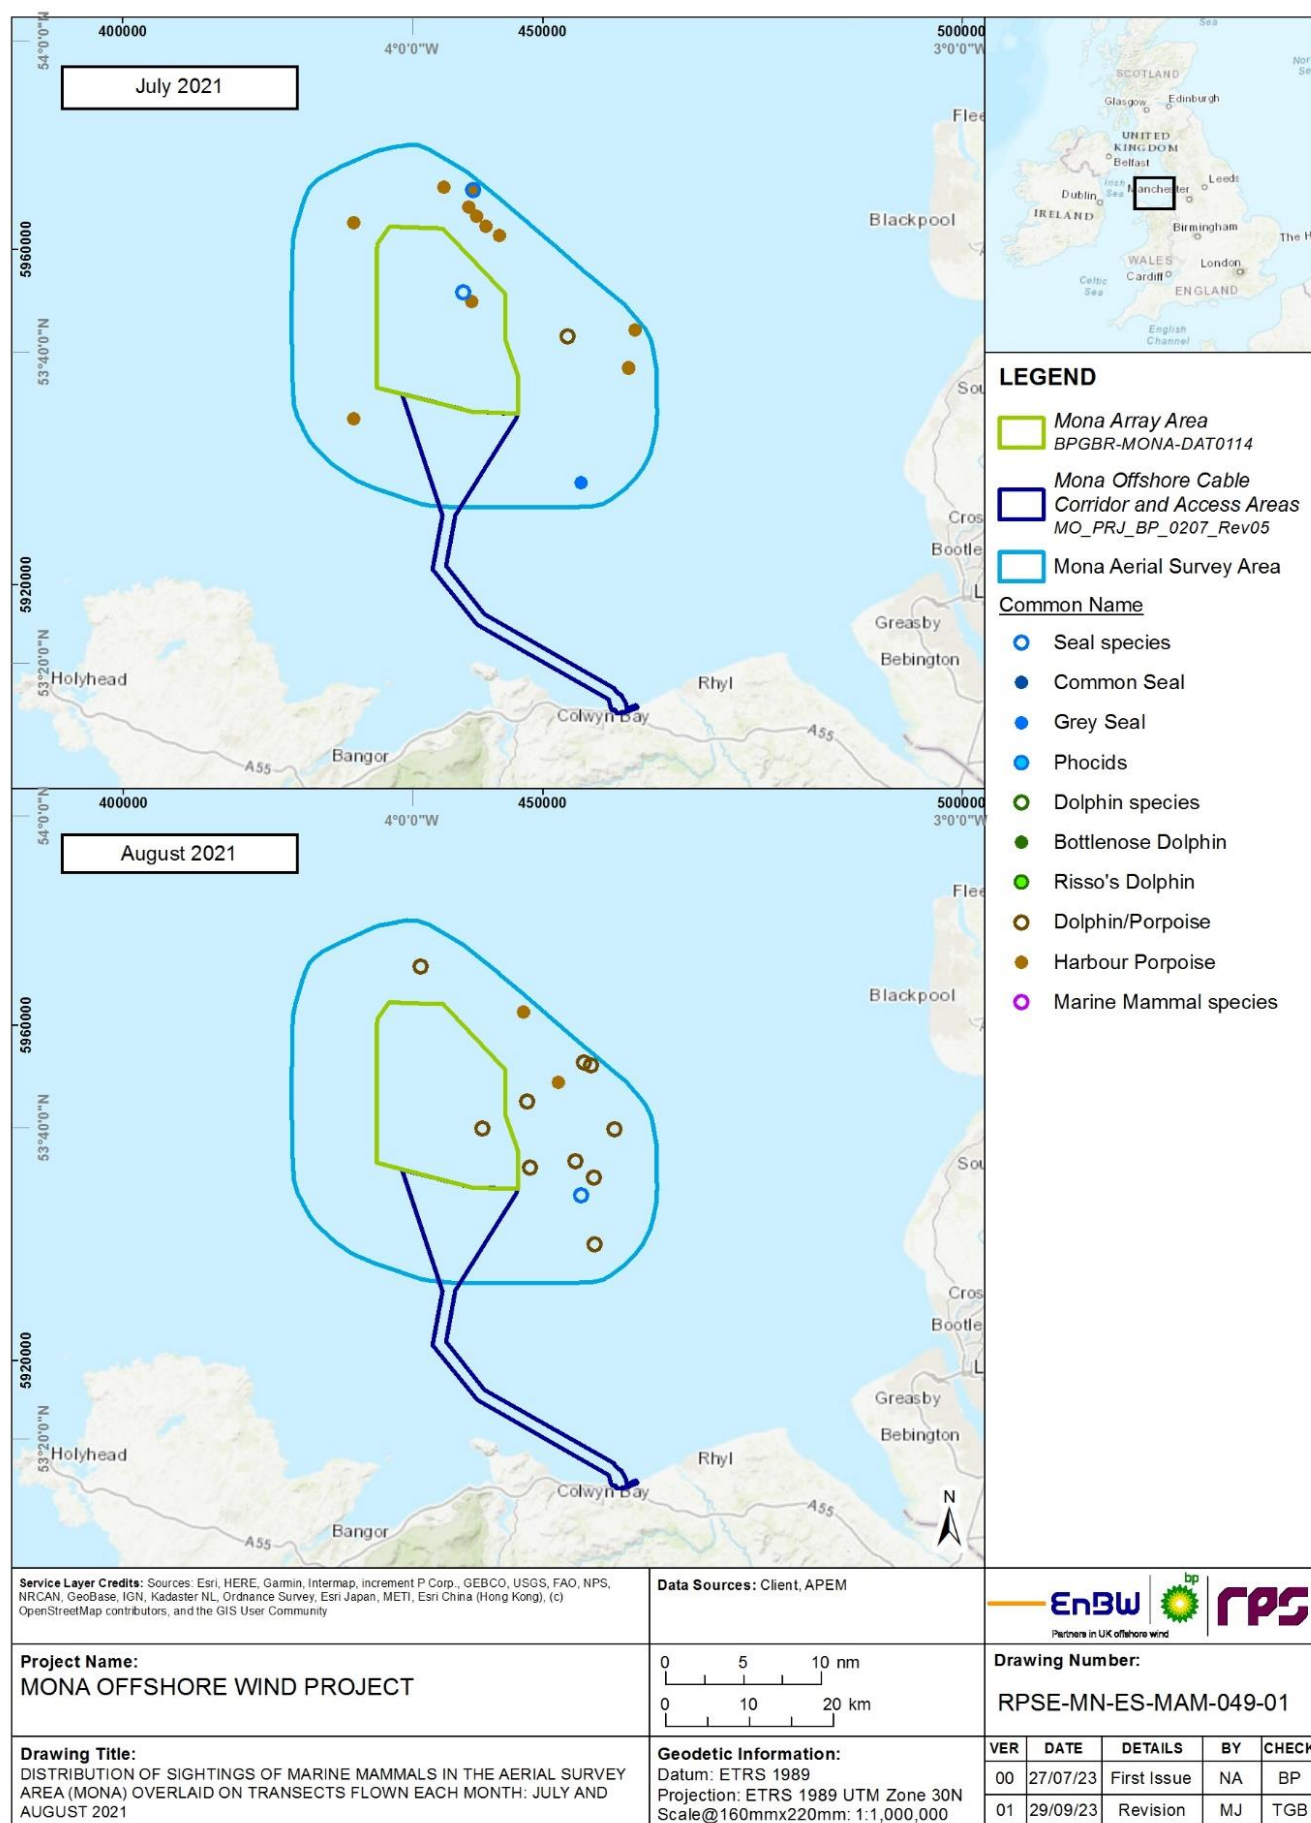 400000
450000
500000
4°0'0"W
3°0'0"W
54°0'0"N
July 2021
Blackpool
5960000
53°40'0"N
5920000
Greasby
Bebington
53°20'0"N
Holyhead
Rhyl
Colwyn Bay
A55
Bangor
A55
400000
450000
500000
4°0'0"W
3°0'0"W
54°0'0"N
August 2021
Blackpool
5960000
53°40'0"N
5920000
Greasby
Bebington
53°20'0"N
Holyhead
Rhyl
Colwyn Bay
A55
Bangor
A55
N
SCOTLAND
Glasgow
Edinburgh
UNITED
KINGDOM
Belfast
Irish
Sea
Leeds
Dublin
Manchester
IRELAND
Birmingham
The H
WALES
London
Cardiff
Celtic
Sea
ENGLAND
English
Channel
LEGEND
Mona Array Area
BPGBR-MONA-DAT0114
Mona Offshore Cable
Corridor and Access Areas
MO_PRJ_BP_0207_Rev05
Mona Aerial Survey Area
Common Name
Seal species
Common Seal
Grey Seal
Phocids
Dolphin species
Bottlenose Dolphin
Risso's Dolphin
Dolphin/Porpoise
Harbour Porpoise
Marine Mammal species
Service Layer Credits: Sources: Esri, HERE, Garmin, Intermap, increment P Corp., GEBCO, USGS, FAO, NPS,
NRCAN, GeoBase, IGN, Kadaster NL, Ordnance Survey, Esri Japan, METI, Esri China (Hong Kong), (c)
OpenStreetMap contributors, and the GIS User Community
Data Sources: Client, APEM
EnBW
Partners in UK offshore wind
bp
rps
Project Name:
MONA OFFSHORE WIND PROJECT
0 5 10 nm
0 10 20 km
Drawing Number:
RPSE-MN-ES-MAM-049-01
Drawing Title:
DISTRIBUTION OF SIGHTINGS OF MARINE MAMMALS IN THE AERIAL SURVEY
AREA (MONA) OVERLAID ON TRANSECTS FLOWN EACH MONTH: JULY AND
AUGUST 2021
Geodetic Information:
Datum: ETRS 1989
Projection: ETRS 1989 UTM Zone 30N
Scale@160mmx220mm: 1:1,000,000
VER DATE DETAILS BY CHECK
00 27/07/23 First Issue NA BP
01 29/09/23 Revision MJ TGB